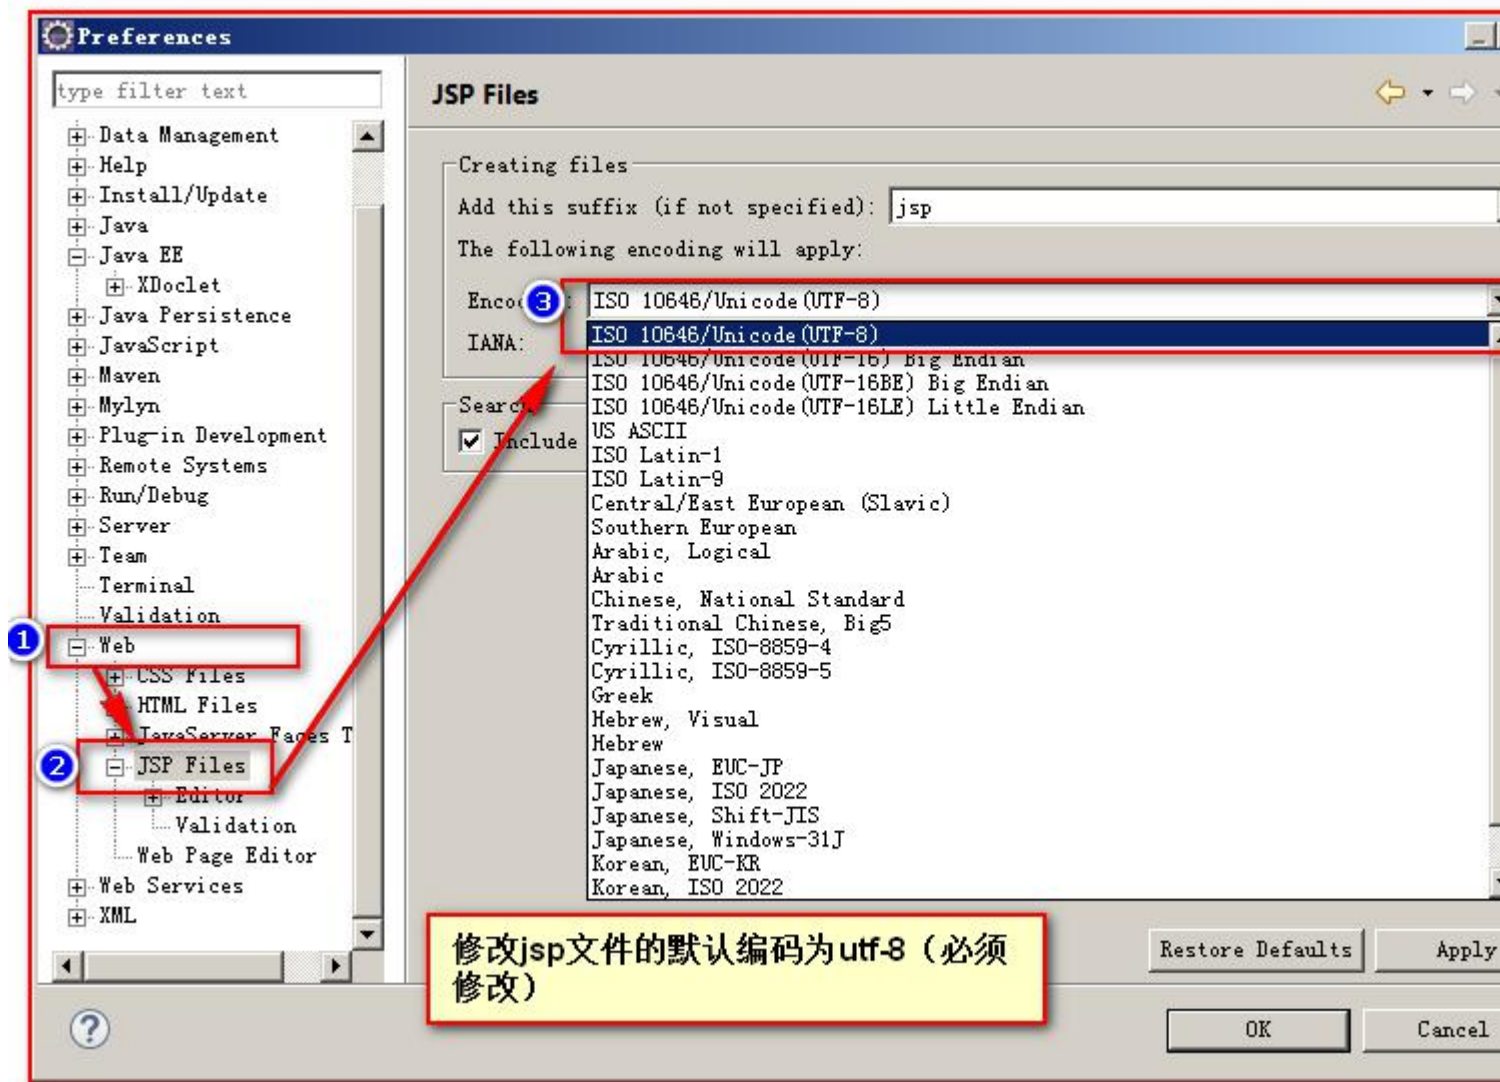 Preferences
type filter text
Data Management
Help
Install/Update
Java
Java EE
XDoclet
Java Persistence
JavaScript
Maven
Mylyn
Plug-in Development
Remote Systems
Run/Debug
Server
Team
Terminal
Validation
1
Web
CSS Files
HTML Files
JavaServer Faces T
2
JSP Files
Editor
Validation
Web Page Editor
Web Services
XML
JSP Files
Creating files
Add this suffix (if not specified): jsp
The following encoding will apply:
Enco 3 : ISO 10646/Unicode(UTF-8)
IANA:
ISO 10646/Unicode(UTF-8)
ISO 10646/Unicode(UTF-16) Big Endian
ISO 10646/Unicode(UTF-16BE) Big Endian
ISO 10646/Unicode(UTF-16LE) Little Endian
US ASCII
ISO Latin-1
ISO Latin-9
Central/East European (Slavic)
Southern European
Arabic, Logical
Arabic
Chinese, National Standard
Traditional Chinese, Big5
Cyrillic, ISO-8859-4
Cyrillic, ISO-8859-5
Greek
Hebrew, Visual
Hebrew
Japanese, EUC-JP
Japanese, ISO 2022
Japanese, Shift-JIS
Japanese, Windows-31J
Korean, EUC-KR
Korean, ISO 2022
Search
Include
修改jsp文件的默认编码为utf-8（必须
修改）
Restore Defaults
Apply
?
OK
Cancel